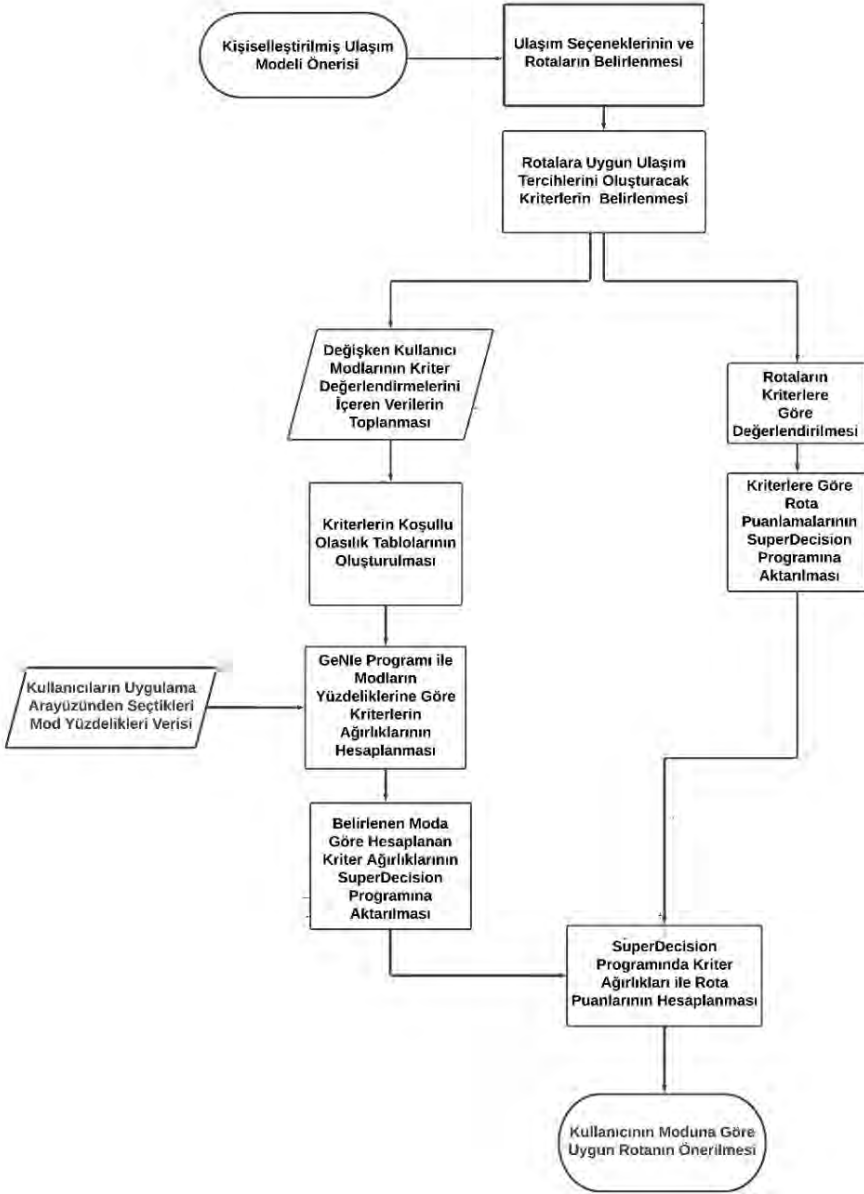 Kişiselleştirilmiş Ulaşım
Modeli Önerisi
Ulaşım Seçeneklerinin ve
Rotaların Belirlenmesi
Rotalara Uygun Ulaşım
Tercihlerini Oluşturacak
Kriterlerin Belirlenmesi
Değişken Kullanıcı
Modlarının Kriter
Değerlendirmelerini
İçeren Verilerin
Toplanması
Rotaların
Kriterlere
Göre
Değerlendirilmesi
Kriterlerin Koşullu
Olasılık Tablolarının
Oluşturulması
Kriterlere Göre
Rota
Puanlamalarının
SuperDecision
Programına
Aktarılması
Kullanıcıların Uygulama
Arayüzünden Seçtikleri
Mod Yüzdelikleri Verisi
GeNIe Programı ile
Modların
Yüzdeliklerine Göre
Kriterlerin
Ağırlıklarının
Hesaplanması
Belirlenen Moda
Göre Hesaplanan
Kriter Ağırlıklarının
SuperDecision
Programına
Aktarılması
SuperDecision
Programında Kriter
Ağırlıkları ile Rota
Puanlarının Hesaplanması
Kullanıcının Moduna Göre
Uygun Rotanın Önerilmesi